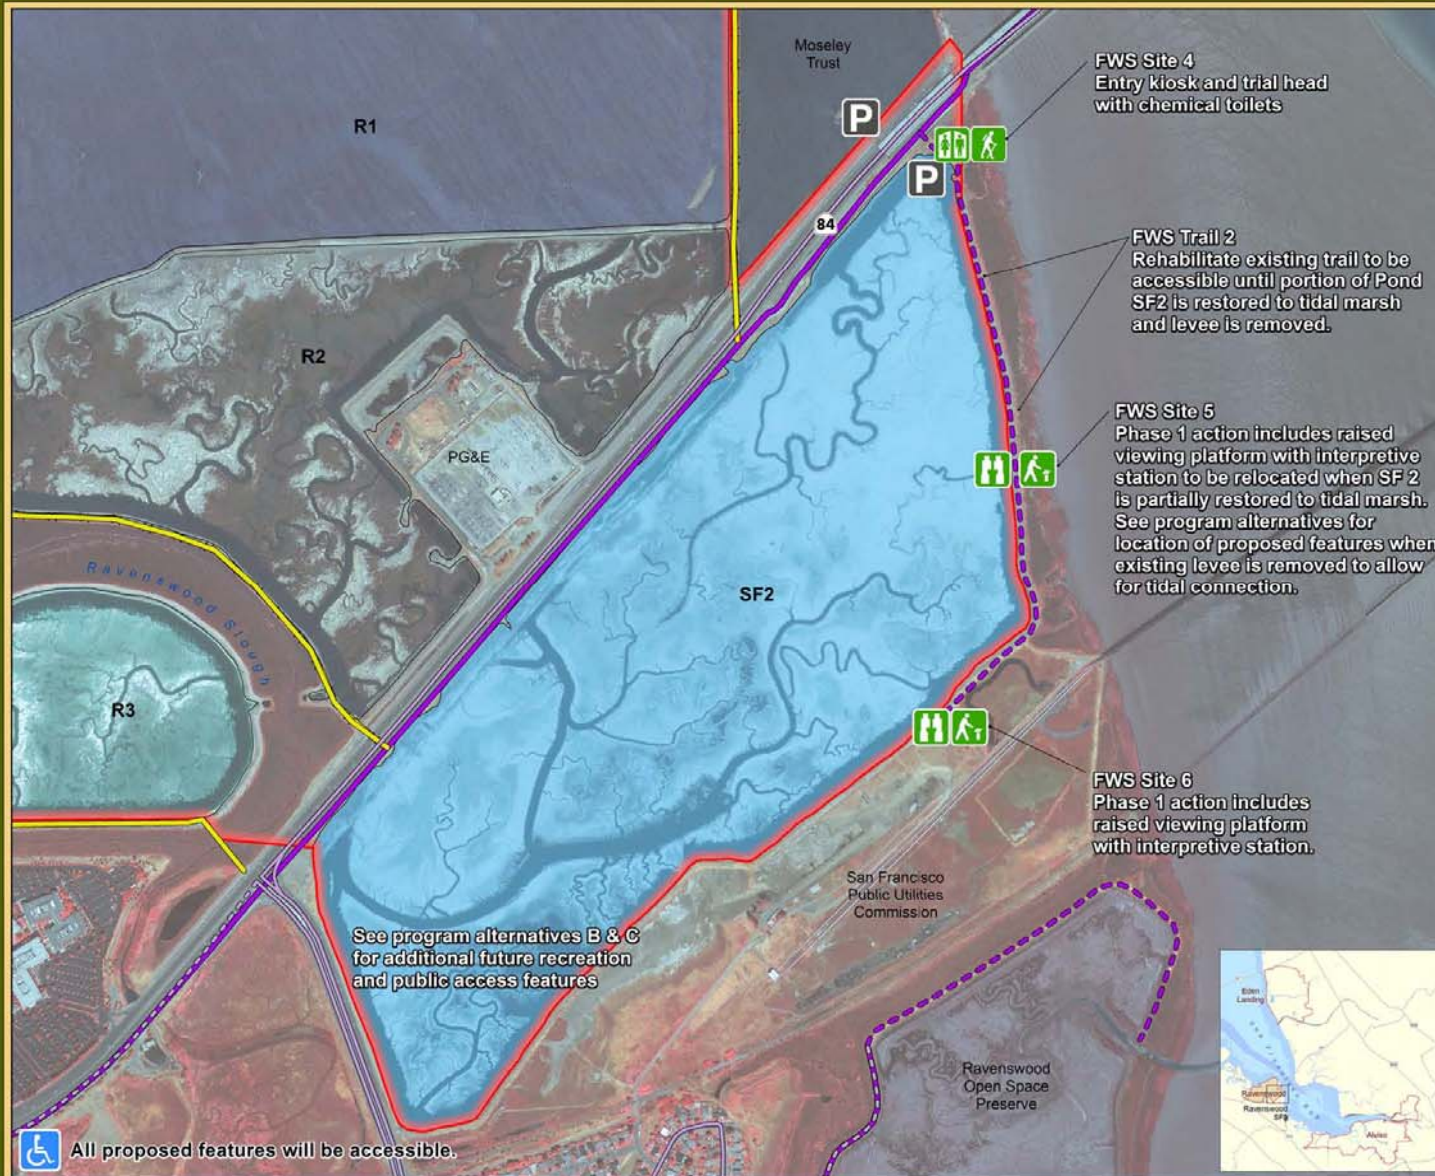 Moseley
Trust
FWS Site 4
Entry kiosk and trial head
with chemical toilets
R1
P
P
84
FWS Trail 2
Rehabilitate existing trail to be
accessible until portion of Pond
SF2 is restored to tidal marsh
and levee is removed.
R2
FWS Site 5
Phase 1 action includes raised
viewing platform with interpretive
station to be relocated when SF 2
is partially restored to tidal marsh.
See program alternatives for
location of proposed features when
existing levee is removed to allow
for tidal connection.
PG&E
Ravenswood Slough
SF2
R3
FWS Site 6
Phase 1 action includes
raised viewing platform
with interpretive station.
San Francisco
Public Utilities
Commission
See program alternatives B & C
for additional future recreation
and public access features
Ravenswood
Open Space
Preserve
Eden
Landing
Ravenswood
Ravenswood
Alviso
All proposed features will be accessible.